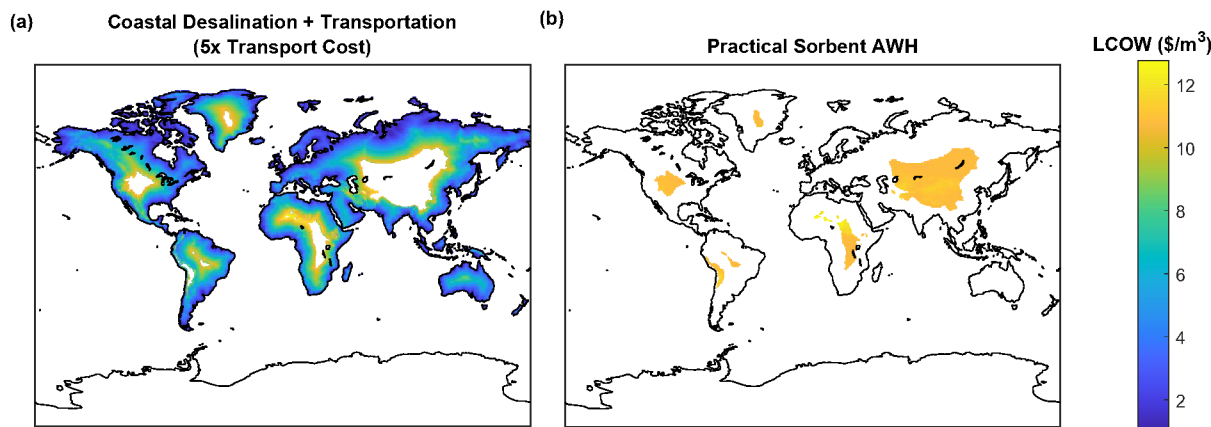 (a)
Coastal Desalination + Transportation
(5x Transport Cost)
(b)
Practical Sorbent AWH
LCOW ($/m³)
12
10
8
6
4
2